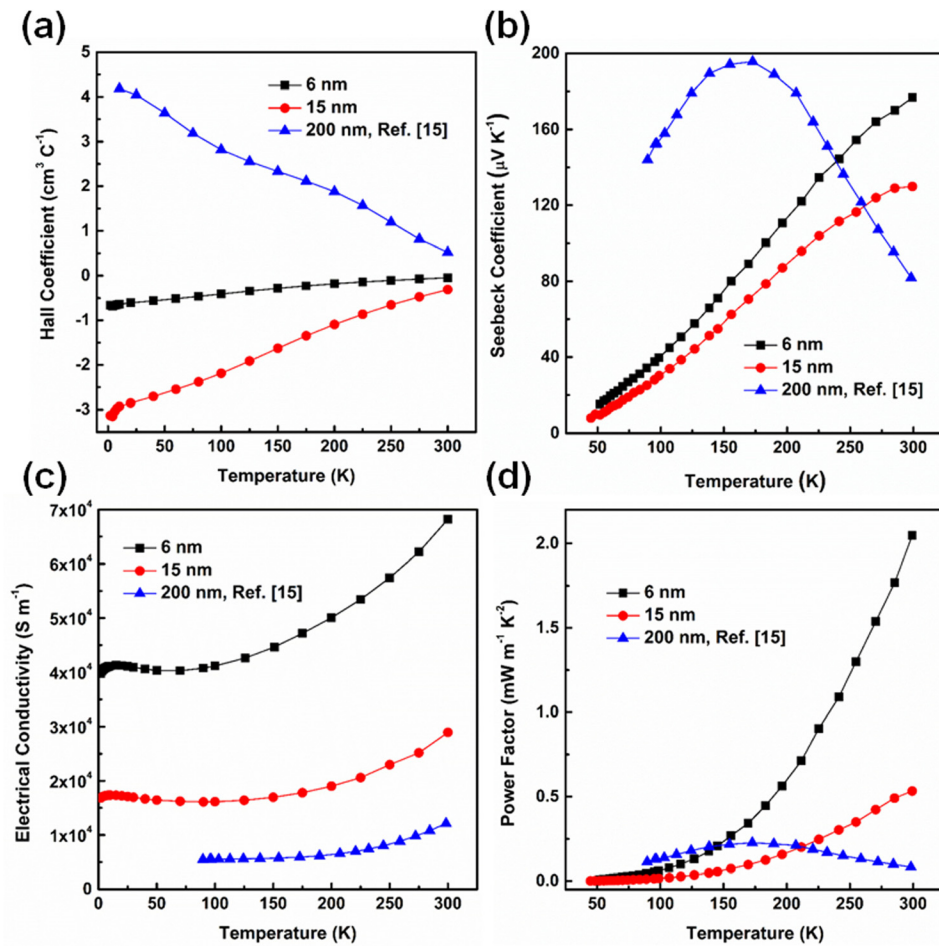 (a)
5
4
3
2
1
0
-1
-2
-3
Hall Coefficient (cm³ C⁻¹)
6 nm
15 nm
200 nm, Ref. [15]
0 50 100 150 200 250 300
Temperature (K)
(b)
200
160
120
80
40
0
Seebeck Coefficient (μV K⁻¹)
6 nm
15 nm
200 nm, Ref. [15]
50 100 150 200 250 300
Temperature (K)
(c)
7x10⁴
6x10⁴
5x10⁴
4x10⁴
3x10⁴
2x10⁴
1x10⁴
0
Electrical Conductivity (S m⁻¹)
6 nm
15 nm
200 nm, Ref. [15]
0 50 100 150 200 250 300
Temperature (K)
(d)
2.0
1.5
1.0
0.5
0.0
Power Factor (mW m⁻¹ K⁻²)
6 nm
15 nm
200 nm, Ref. [15]
50 100 150 200 250 300
Temperature (K)